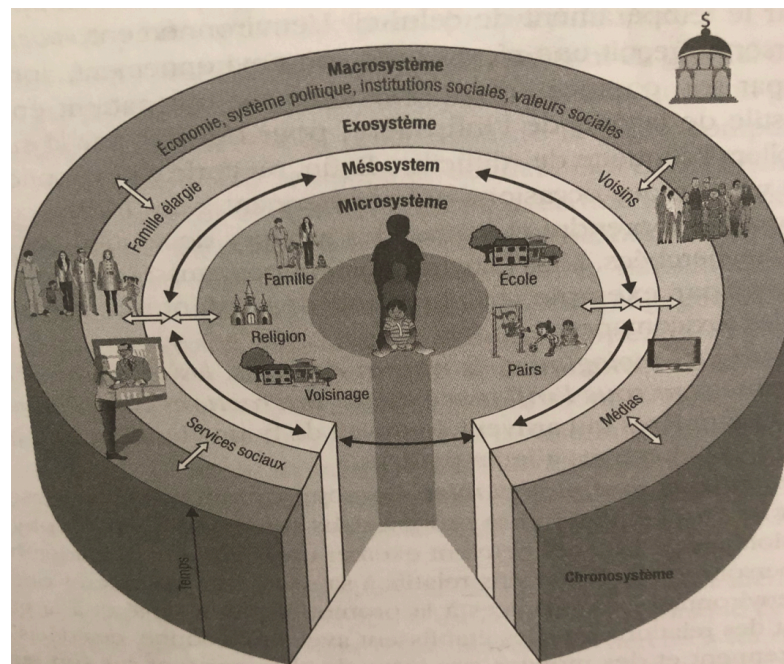 $
Macrosystème
Économie, système politique, institutions sociales, valeurs sociales
Exosystème
Mésosystem
Microsystème
Famille élargie
Voisins
Famille
École
Religion
Pairs
Voisinage
Services sociaux
Médias
Temps
Chronosystème